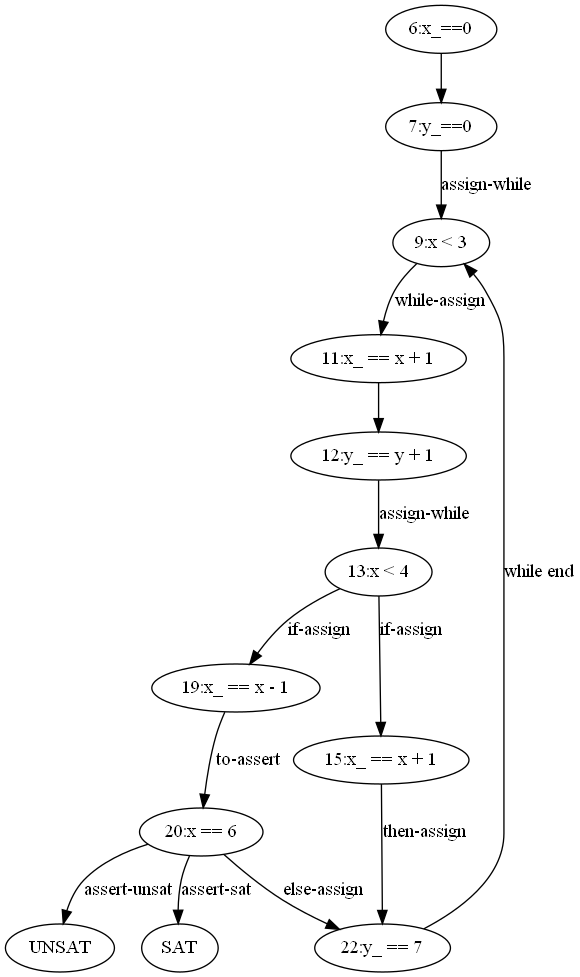 6:x_==0
7:y_==0
assign-while
9:x < 3
while-assign
11:x_ == x + 1
12:y_ == y + 1
assign-while
13:x < 4
while end
if-assign
if-assign
19:x_ == x - 1
15:x_ == x + 1
to-assert
20:x == 6
then-assign
assert-unsat
assert-sat
else-assign
UNSAT
SAT
22:y_ == 7